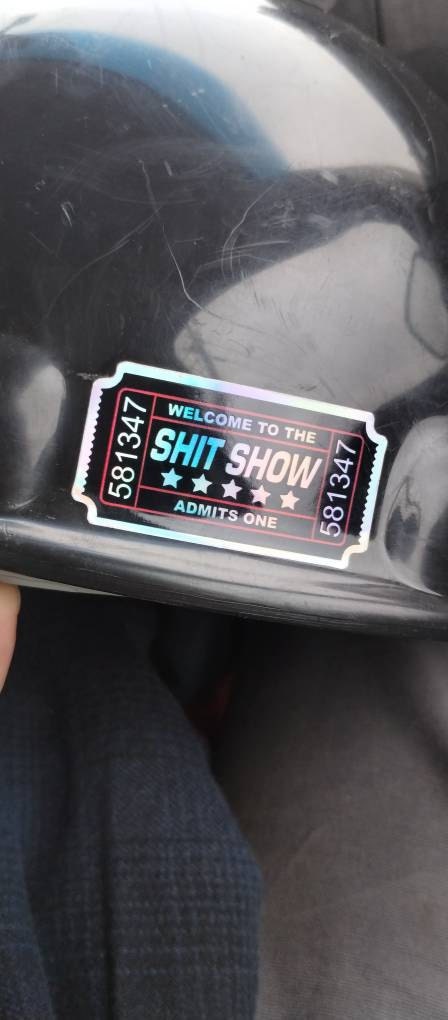 WELCOME TO THE
SHIT SHOW
ADMITS ONE
581347
581347